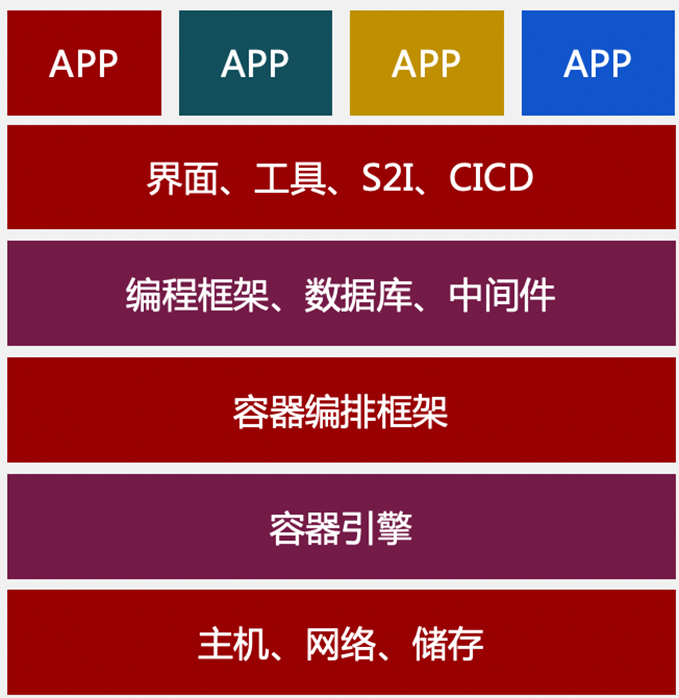 APP APP APP APP
界面、工具、S2I、CICD
编程框架、数据库、中间件
容器编排框架
容器引擎
主机、网络、储存